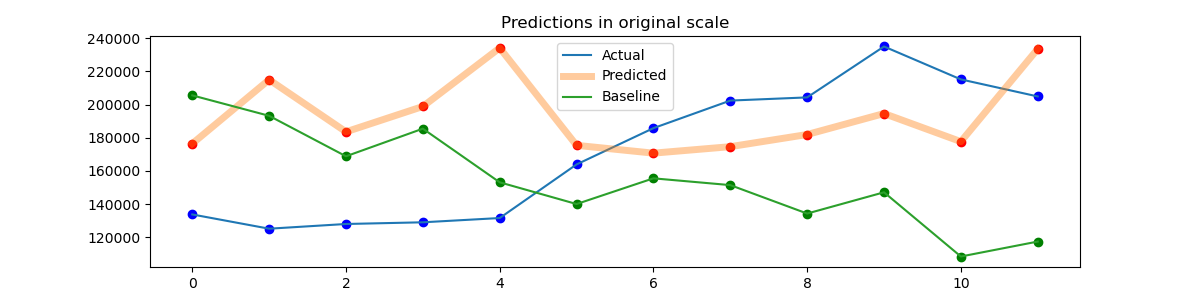 Predictions in original scale
240000
220000
200000
180000
160000
140000
120000
Actual
Predicted
Baseline
0 2 4 6 8 10